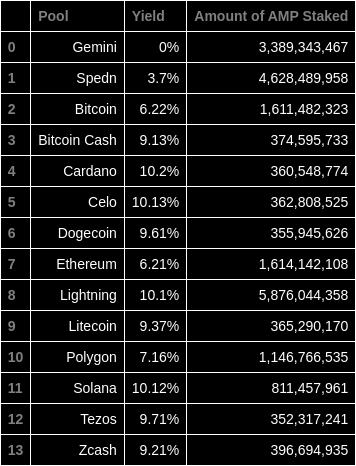 Pool Yield Amount of AMP Staked
0 Gemini 0% 3,389,343,467
1 Spedn 3.7% 4,628,489,958
2 Bitcoin 6.22% 1,611,482,323
3 Bitcoin Cash 9.13% 374,595,733
4 Cardano 10.2% 360,548,774
5 Celo 10.13% 362,808,525
6 Dogecoin 9.61% 355,945,626
7 Ethereum 6.21% 1,614,142,108
8 Lightning 10.1% 5,876,044,358
9 Litecoin 9.37% 365,290,170
10 Polygon 7.16% 1,146,766,535
11 Solana 10.12% 811,457,961
12 Tezos 9.71% 352,317,241
13 Zcash 9.21% 396,694,935